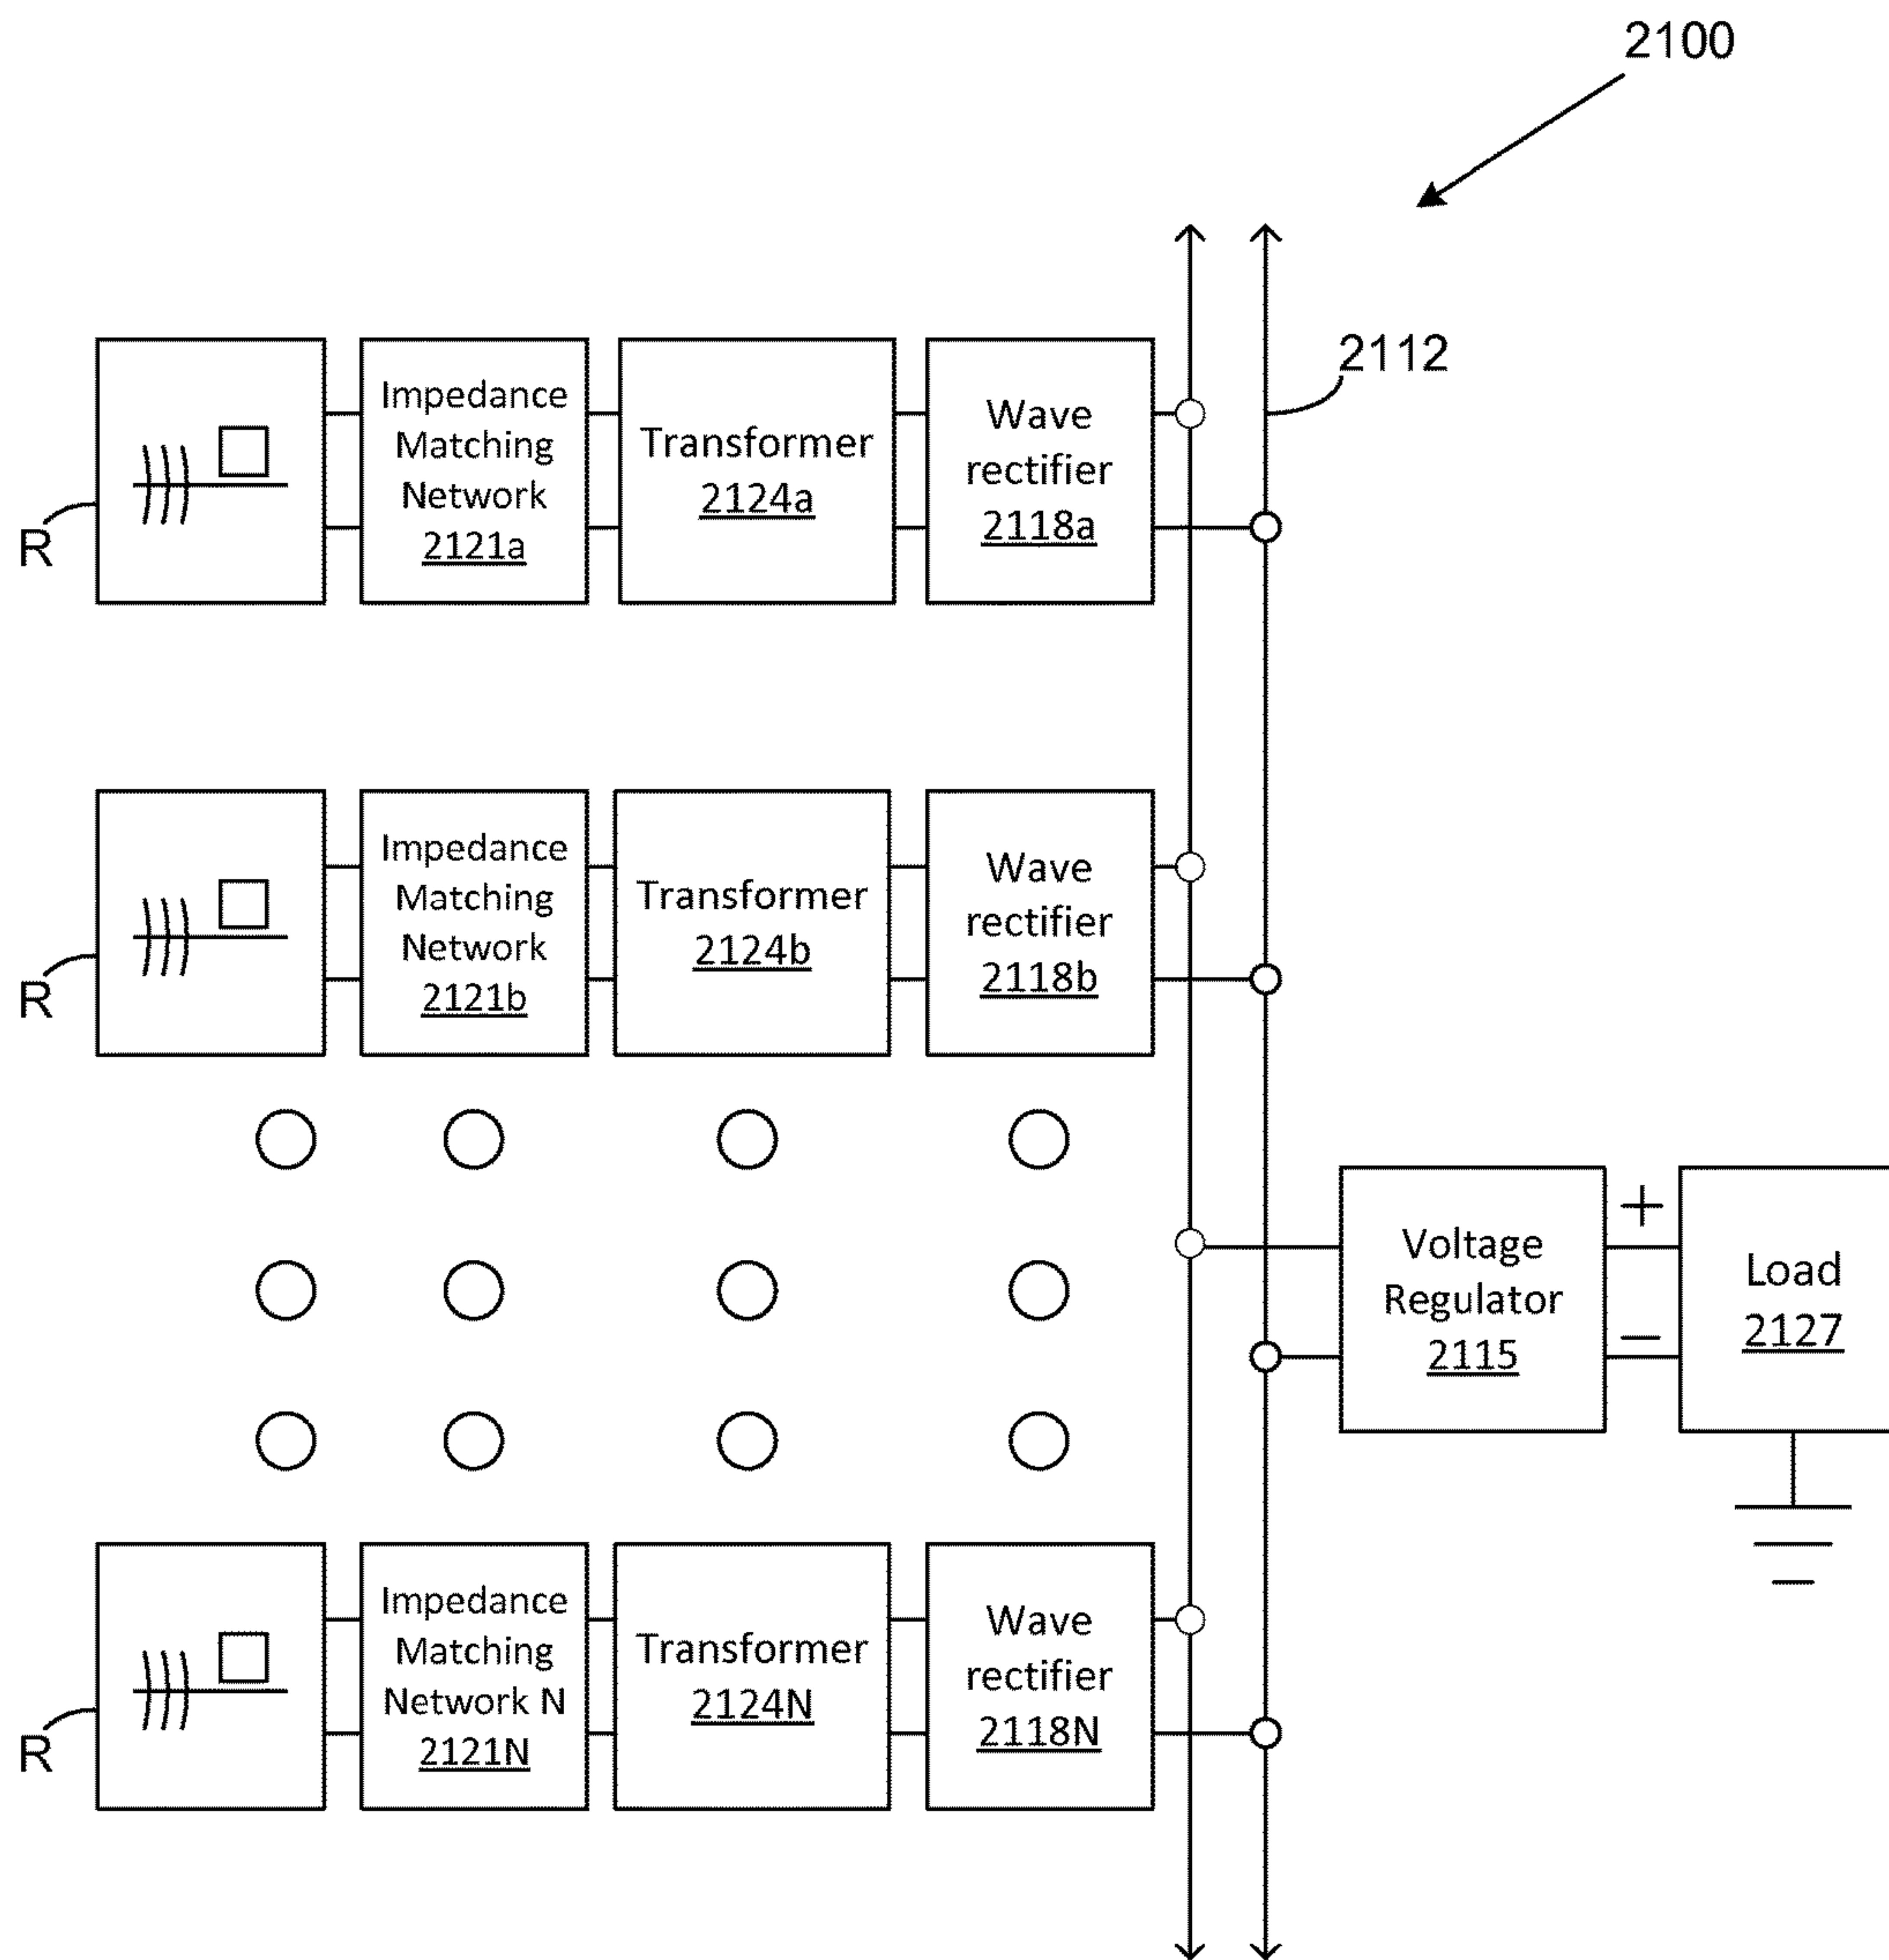 2100
2112
R
Impedance
Matching
Network
2121a
Transformer
2124a
Wave
rectifier
2118a
R
Impedance
Matching
Network
2121b
Transformer
2124b
Wave
rectifier
2118b
+
−
Voltage
Regulator
2115
Load
2127
R
Impedance
Matching
Network N
2121N
Transformer
2124N
Wave
rectifier
2118N